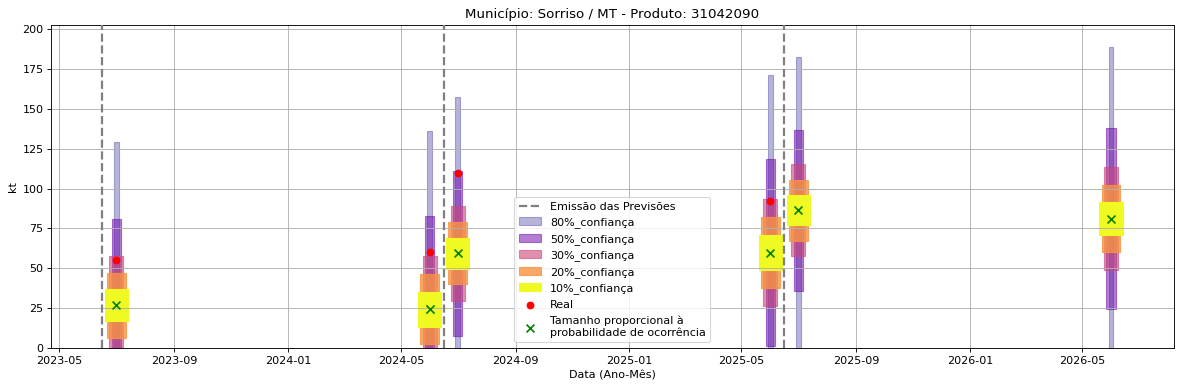 Município: Sorriso / MT - Produto: 31042090
200
175
150
125
100
75
50
25
0
kt
Emissão das Previsões
80%_confiança
50%_confiança
30%_confiança
20%_confiança
10%_confiança
Real
Tamanho proporcional à
probabilidade de ocorrência
2023-05 2023-09 2024-01 2024-05 2024-09 2025-01 2025-05 2025-09 2026-01 2026-05
Data (Ano-Mês)